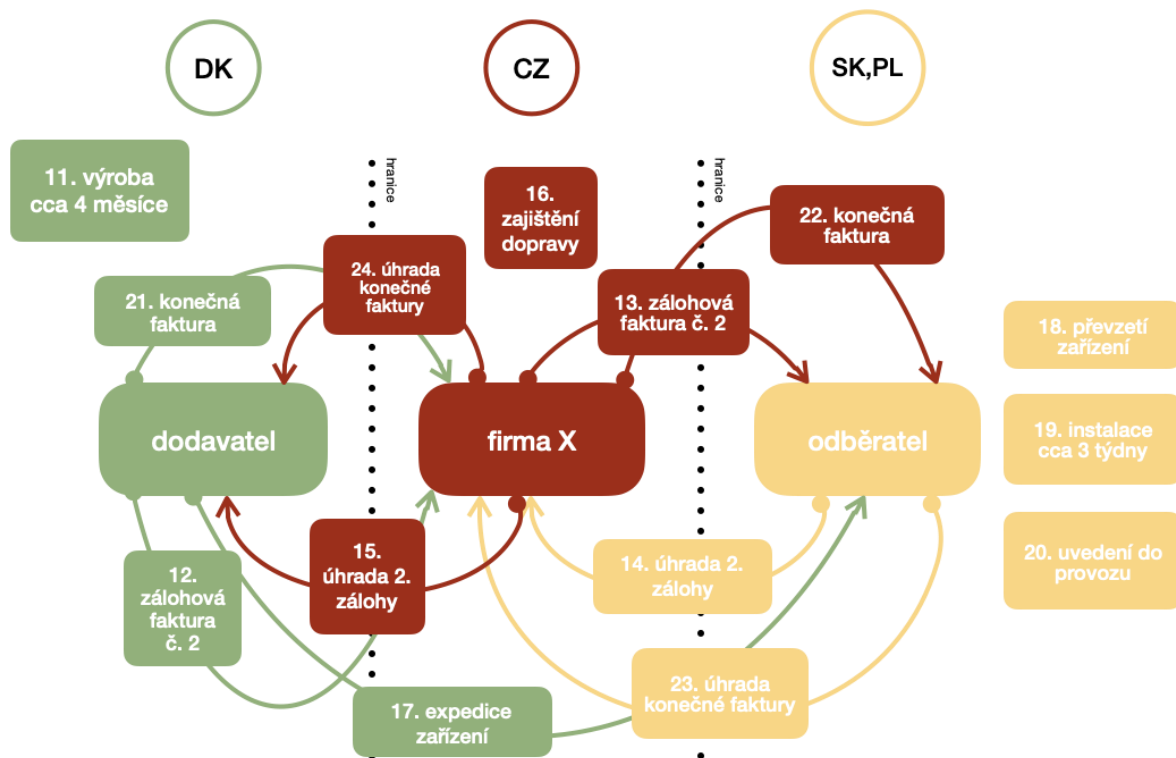 DK
CZ
SK,PL
hranice
hranice
11. výroba
cca 4 měsíce
16.
zajištění
dopravy
22. konečná
faktura
21. konečná
faktura
24. úhrada
konečné
faktury
13. zálohová
faktura č. 2
18. převzetí
zařízení
dodavatel
firma X
odběratel
19. instalace
cca 3 týdny
12.
zálohová
faktura
č. 2
15.
úhrada 2.
zálohy
14. úhrada 2.
zálohy
20. uvedení do
provozu
17. expedice
zařízení
23. úhrada
konečné faktury